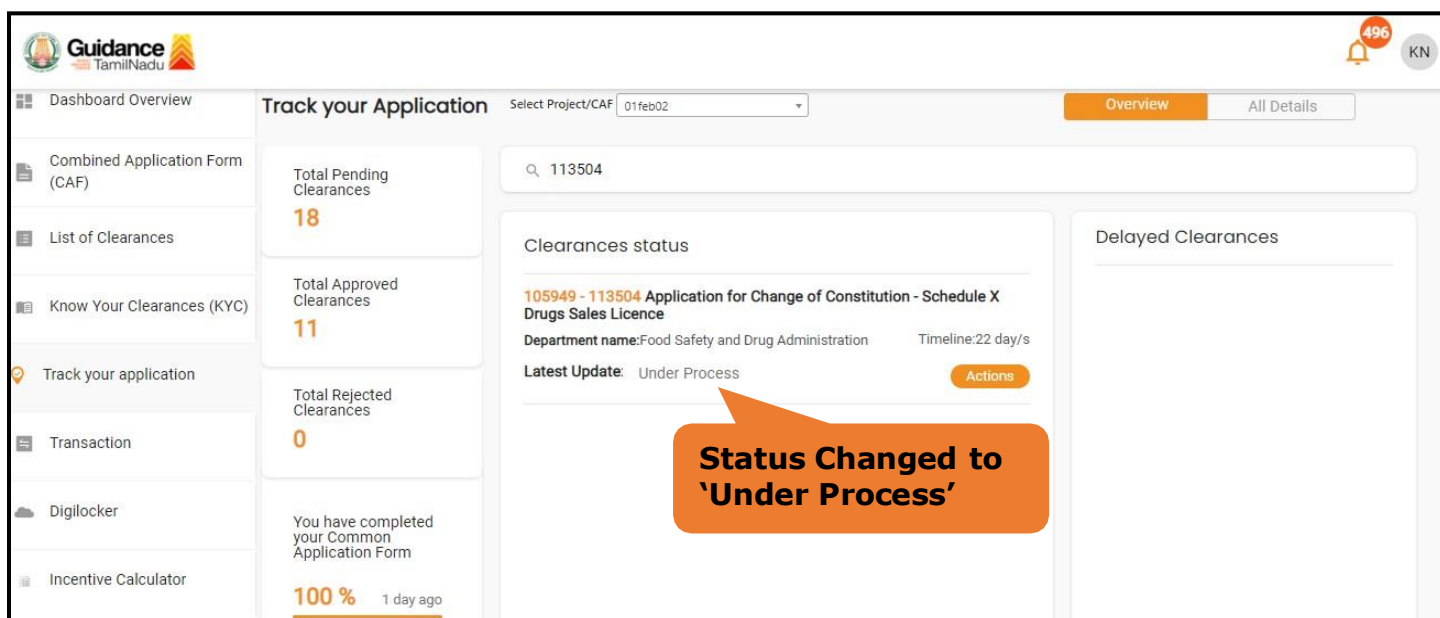 Guidance
TamilNadu
496
KN
Dashboard Overview
Combined Application Form
(CAF)
List of Clearances
Know Your Clearances (KYC)
Track your application
Transaction
Digilocker
Incentive Calculator
Track your Application
Select Project/CAF 01feb02
Overview
All Details
Total Pending
Clearances
18
Total Approved
Clearances
11
Total Rejected
Clearances
0
You have completed
your Common
Application Form
100 % 1 day ago
113504
Clearances status
105949 - 113504 Application for Change of Constitution - Schedule X
Drugs Sales Licence
Department name:Food Safety and Drug Administration Timeline:22 day/s
Latest Update: Under Process
Actions
Status Changed to
‘Under Process’
Delayed Clearances